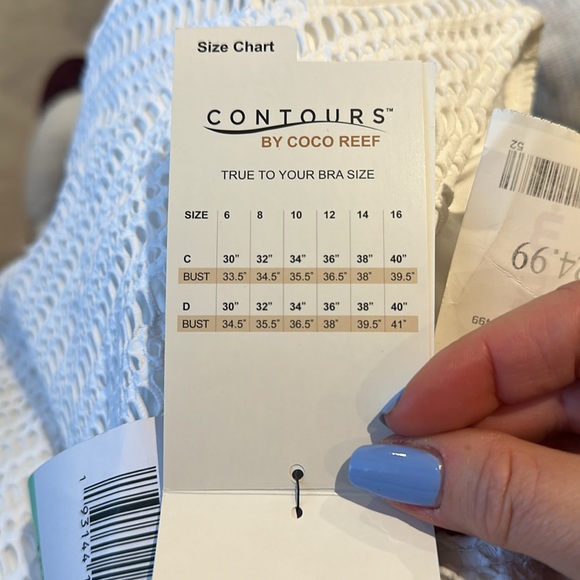 Size Chart
CONTOURS™
BY COCO REEF
TRUE TO YOUR BRA SIZE
SIZE 6 8 10 12 14 16
C 30" 32" 34" 36" 38" 40"
BUST 33.5" 34.5" 35.5" 36.5" 38" 39.5"
D 30" 32" 34" 36" 38" 40"
BUST 34.5" 35.5" 36.5" 38" 39.5" 41"
52